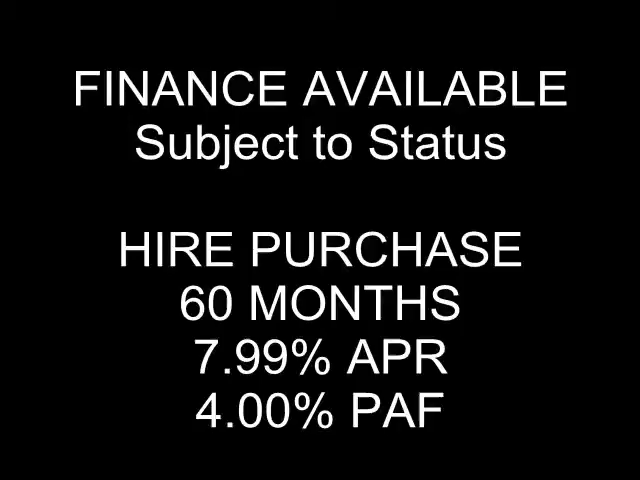 FINANCE AVAILABLE
Subject to Status
HIRE PURCHASE
60 MONTHS
7.99% APR
4.00% PAF